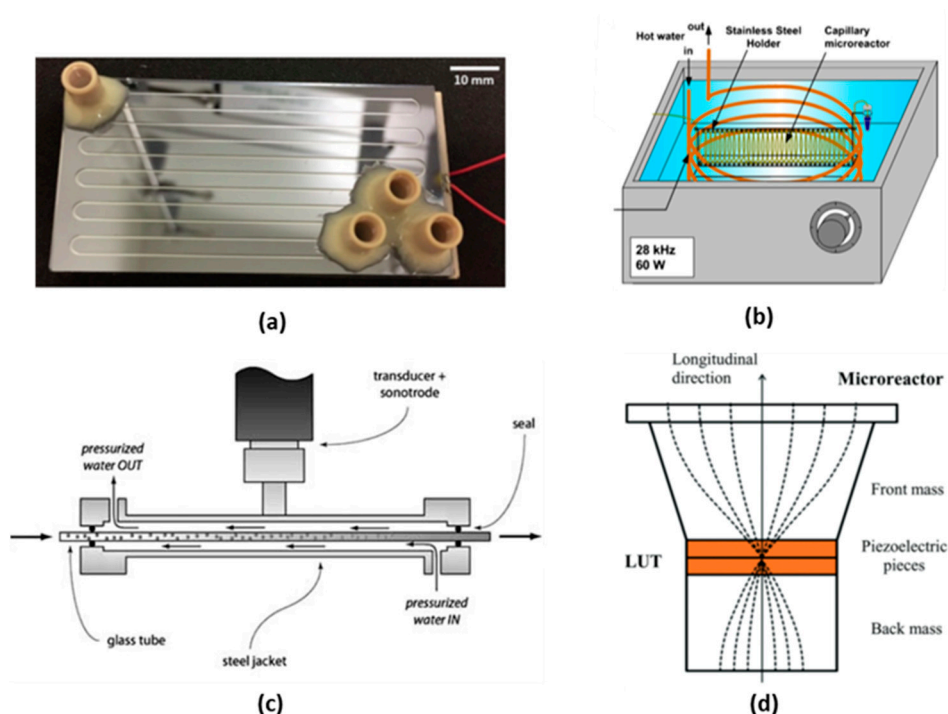 10 mm
(a)
out
Hot water
in
Stainless Steel
Holder
Capillary
microreactor
28 kHz
60 W
(b)
transducer +
sonotrode
seal
pressurized
water OUT
pressurized
water IN
glass tube
steel jacket
(c)
Longitudinal
direction
Microreactor
Front mass
LUT
Piezoelectric
pieces
Back mass
(d)